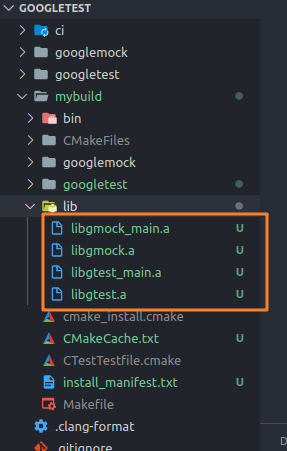 GOOGLETEST
ci
googlemock
googletest
mybuild
bin
CMakeFiles
googlemock
googletest
lib
libgmock_main.a U
libgmock.a U
libgtest_main.a U
libgtest.a U
cmake_install.cmake
CMakeCache.txt U
CTestTestfile.cmake
install_manifest.txt U
Makefile
.clang-format
.gitignore
D